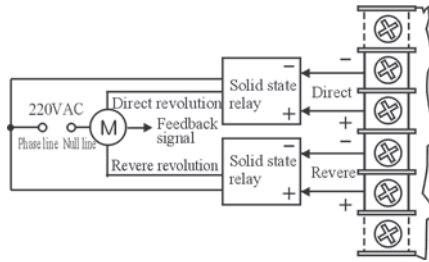 220VAC
Phase line
Null line
M
Direct revolution
Feedback
signal
Revere revolution
Solid state
relay
−
+
Solid state
relay
−
+
−
Direct
+
−
Revere
+